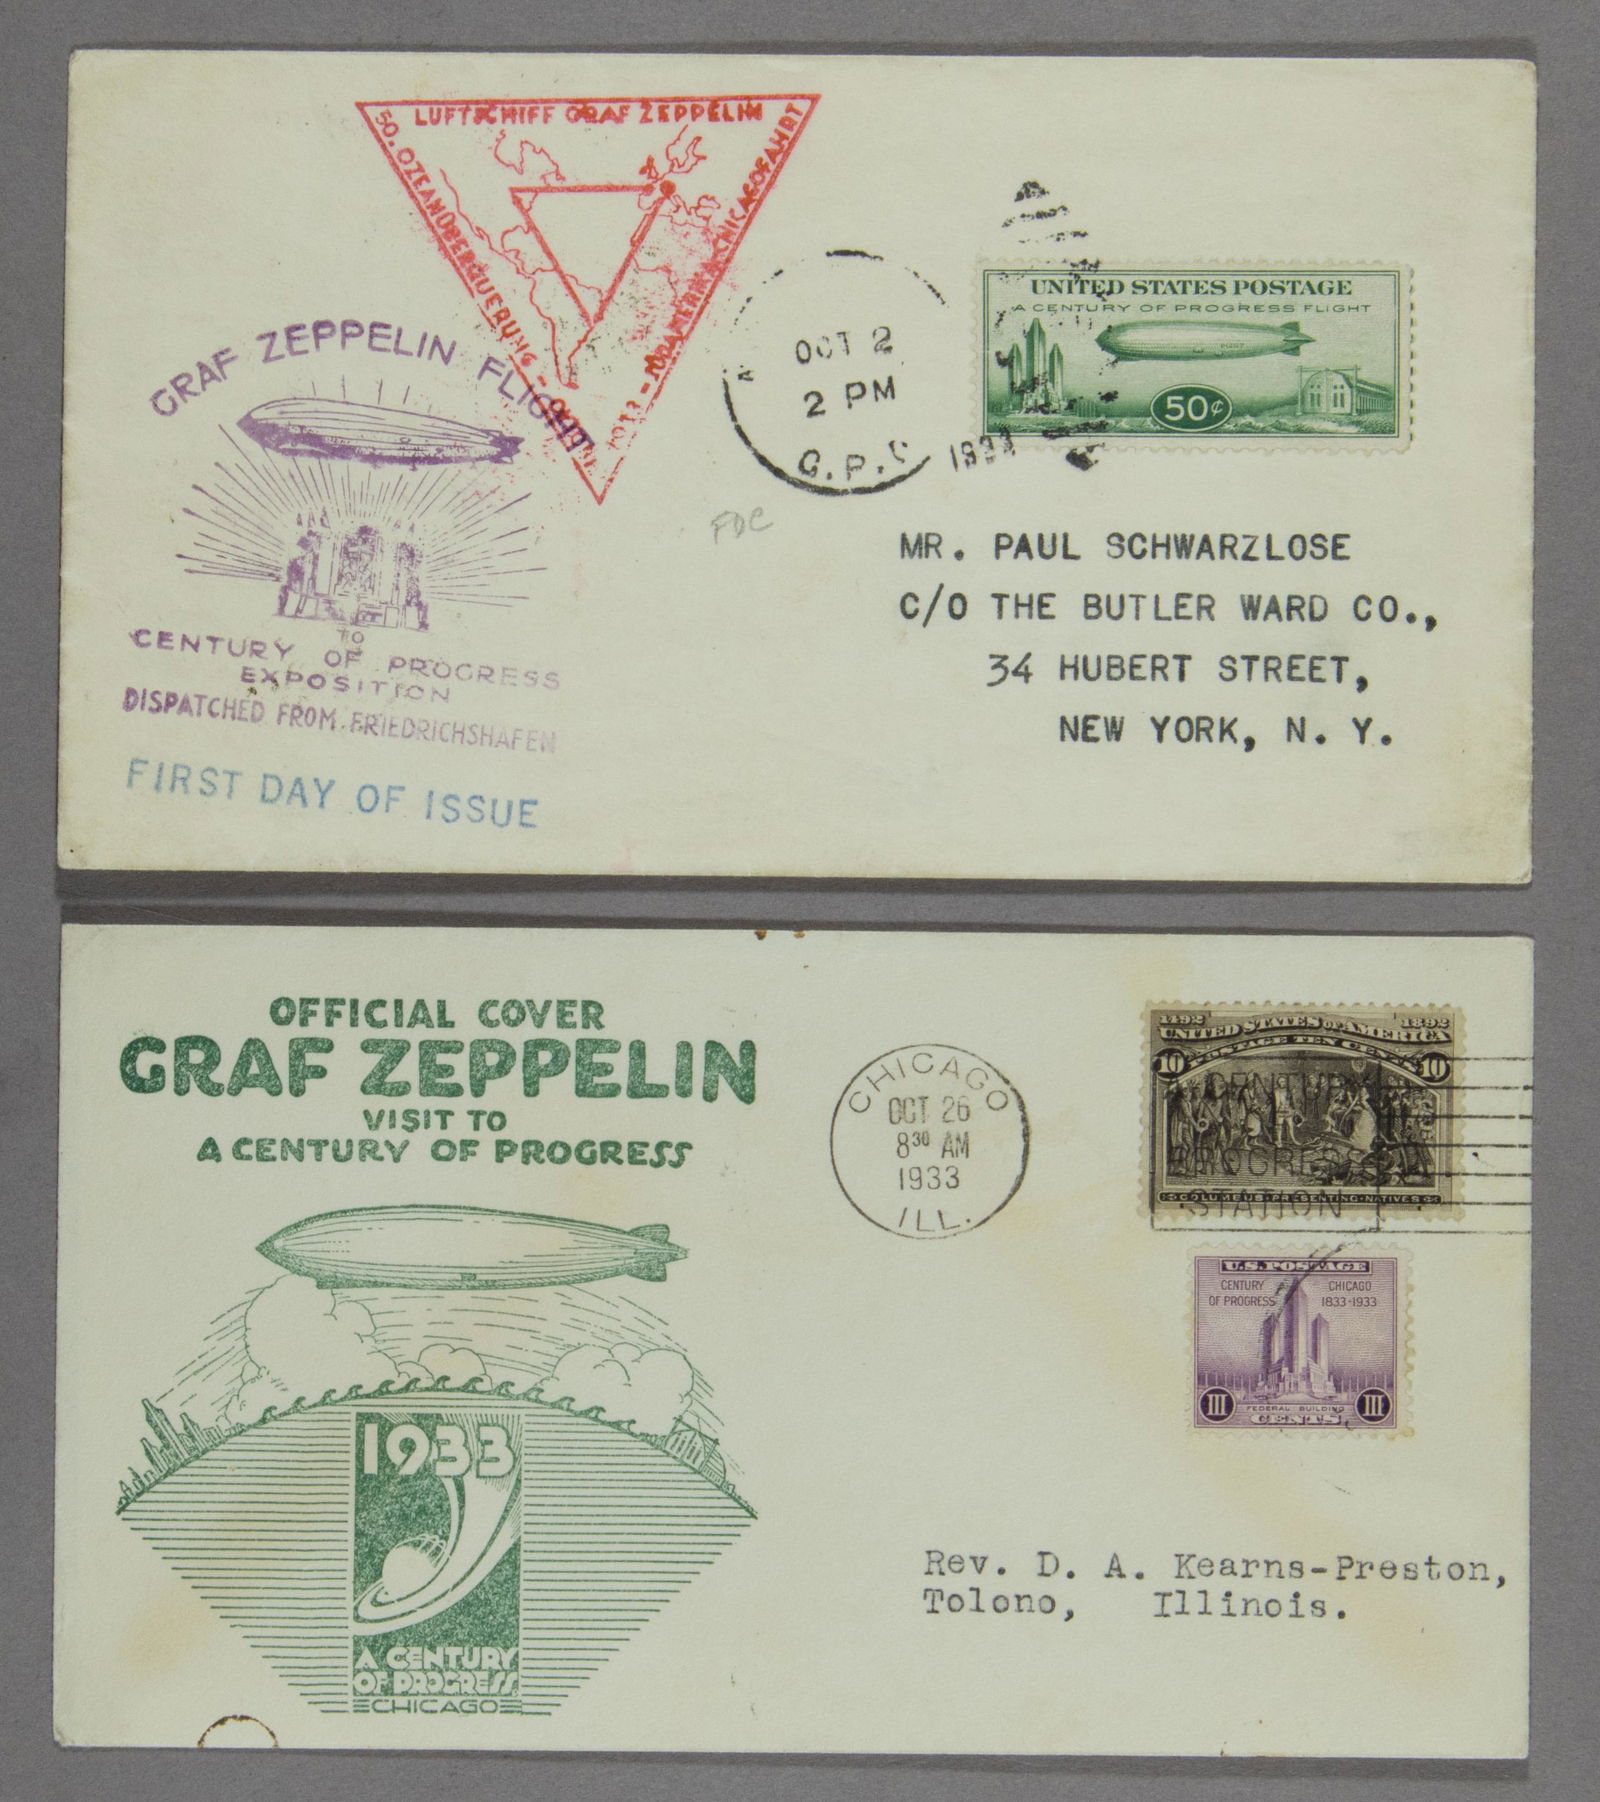 LUFTSCHIFF GRAF ZEPPELIN
50. OZEANÜBERQUERUNG -
1933 - SÜDAMERIKA-CHICAGOFAHRT
GRAF ZEPPELIN FLIGHT
TO
CENTURY OF PROGRESS
EXPOSITION
DISPATCHED FROM FRIEDRICHSHAFEN
FIRST DAY OF ISSUE
FDC
OCT 2
2 PM
1933
UNITED STATES POSTAGE
A CENTURY OF PROGRESS FLIGHT
50¢
MR. PAUL SCHWARZLOSE
C/O THE BUTLER WARD CO.,
34 HUBERT STREET,
NEW YORK, N. Y.
OFFICIAL COVER
GRAF ZEPPELIN
VISIT TO
A CENTURY OF PROGRESS
1933
A CENTURY
OF PROGRESS
CHICAGO
CHICAGO
OCT 26
8 30 AM
1933
ILL.
1492 1892
UNITED STATES OF AMERICA
POSTAGE TEN CENTS
10 10
COLUMBUS PRESENTING NATIVES
CENTURY
PROGRESS
STATION
U.S. POSTAGE
CENTURY CHICAGO
OF PROGRESS 1833-1933
III III
FEDERAL BUILDING
CENTS
Rev. D. A. Kearns-Preston,
Tolono, Illinois.